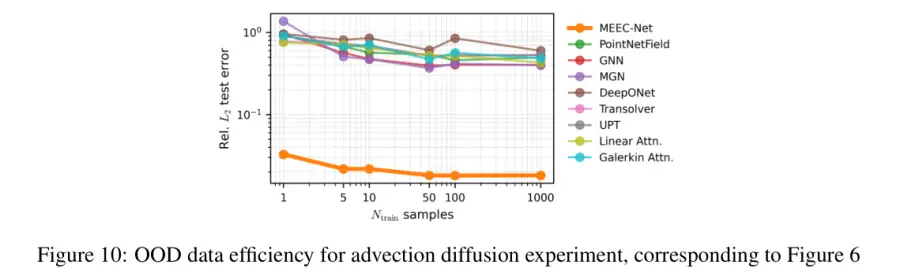 10⁰
10⁻¹
Rel. L₂ test error
1 5 10 50 100 1000
N_train samples
MEEC-Net
PointNetField
GNN
MGN
DeepONet
Transolver
UPT
Linear Attn.
Galerkin Attn.
Figure 10: OOD data efficiency for advection diffusion experiment, corresponding to Figure 6